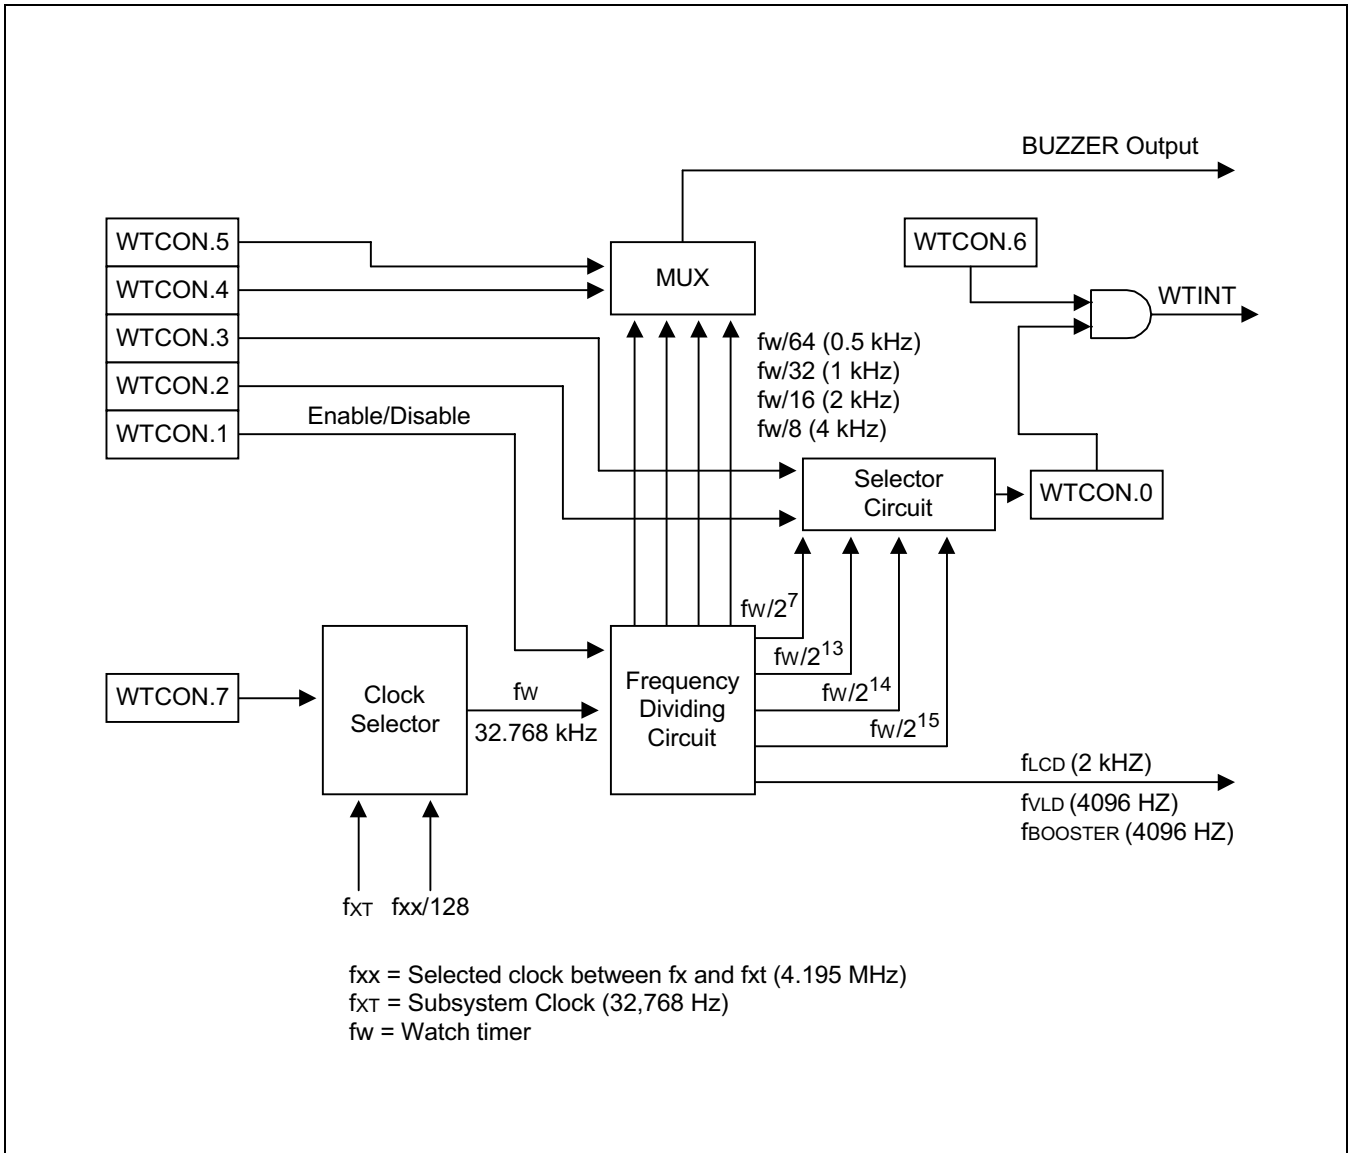 BUZZER Output
WTCON.5
WTCON.4
WTCON.3
WTCON.2
WTCON.1
Enable/Disable
MUX
WTCON.6
WTINT
fw/64 (0.5 kHz)
fw/32 (1 kHz)
fw/16 (2 kHz)
fw/8 (4 kHz)
Selector
Circuit
WTCON.0
fW/2^7
fW/2^13
fW/2^14
fW/2^15
WTCON.7
Clock
Selector
fW
32.768 kHz
Frequency
Dividing
Circuit
fLCD (2 kHZ)
fVLD (4096 HZ)
fBOOSTER (4096 HZ)
fXT fxx/128
fxx = Selected clock between fx and fxt (4.195 MHz)
fXT = Subsystem Clock (32,768 Hz)
fw = Watch timer